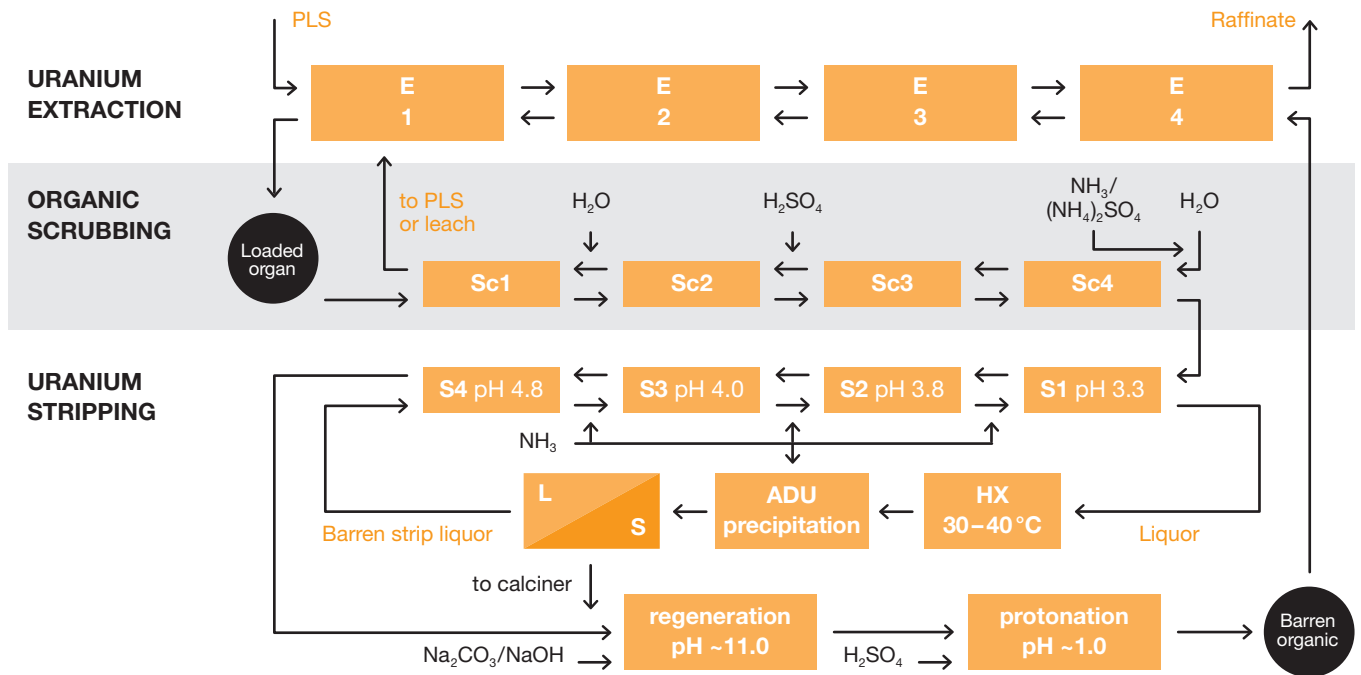 PLS
Raffinate
URANIUM
EXTRACTION
E
1
E
2
E
3
E
4
ORGANIC
SCRUBBING
to PLS
or leach
H₂O
H₂SO₄
NH₃/
(NH₄)₂SO₄
H₂O
Loaded
organ
Sc1
Sc2
Sc3
Sc4
URANIUM
STRIPPING
S4 pH 4.8
S3 pH 4.0
S2 pH 3.8
S1 pH 3.3
NH₃
L
S
ADU
precipitation
HX
30–40 °C
Barren strip liquor
Liquor
to calciner
regeneration
pH ~11.0
protonation
pH ~1.0
Barren
organic
Na₂CO₃/NaOH
H₂SO₄